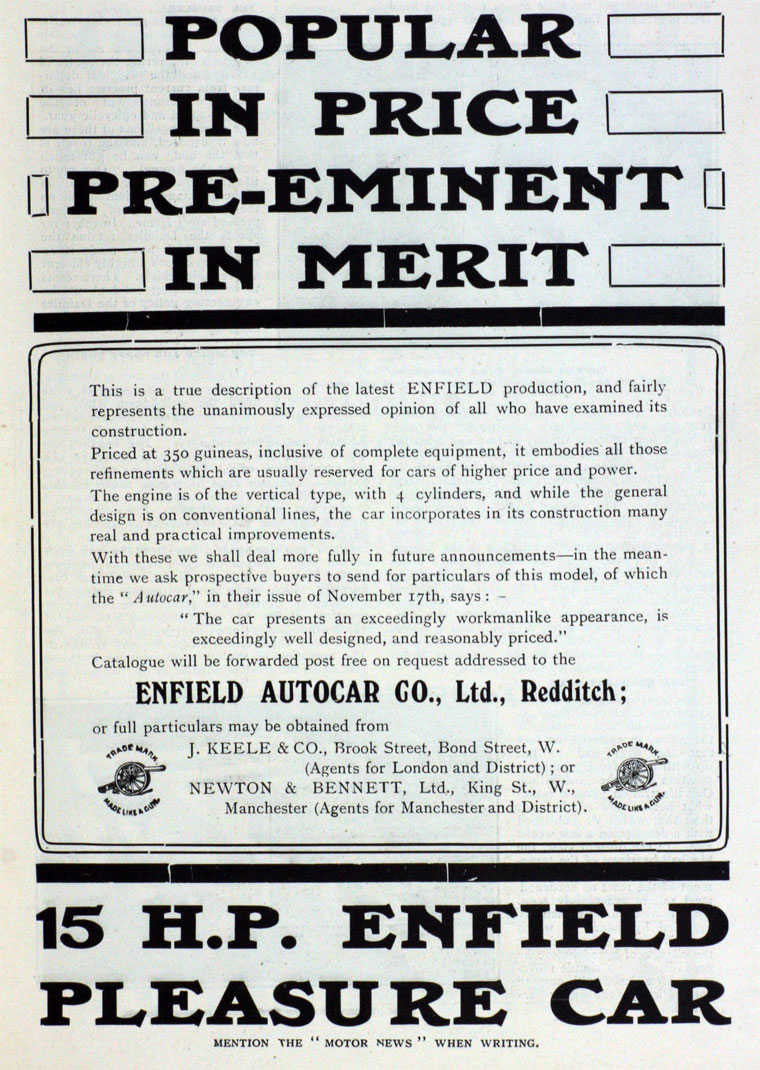 POPULAR
IN PRICE
PRE-EMINENT
IN MERIT
This is a true description of the latest ENFIELD production, and fairly
represents the unanimously expressed opinion of all who have examined its
construction.
Priced at 350 guineas, inclusive of complete equipment, it embodies all those
refinements which are usually reserved for cars of higher price and power.
The engine is of the vertical type, with 4 cylinders, and while the general
design is on conventional lines, the car incorporates in its construction many
real and practical improvements.
With these we shall deal more fully in future announcements—in the mean-
time we ask prospective buyers to send for particulars of this model, of which
the "Autocar," in their issue of November 17th, says : –
"The car presents an exceedingly workmanlike appearance, is
exceedingly well designed, and reasonably priced."
Catalogue will be forwarded post free on request addressed to the
ENFIELD AUTOCAR CO., Ltd., Redditch;
or full particulars may be obtained from
J. KEELE & CO., Brook Street, Bond Street, W.
(Agents for London and District) ; or
NEWTON & BENNETT, Ltd., King St., W.,
Manchester (Agents for Manchester and District).
TRADE MARK
MADE LIKE A GUN.
TRADE MARK
MADE LIKE A GUN.
15 H.P. ENFIELD
PLEASURE CAR
MENTION THE "MOTOR NEWS" WHEN WRITING.